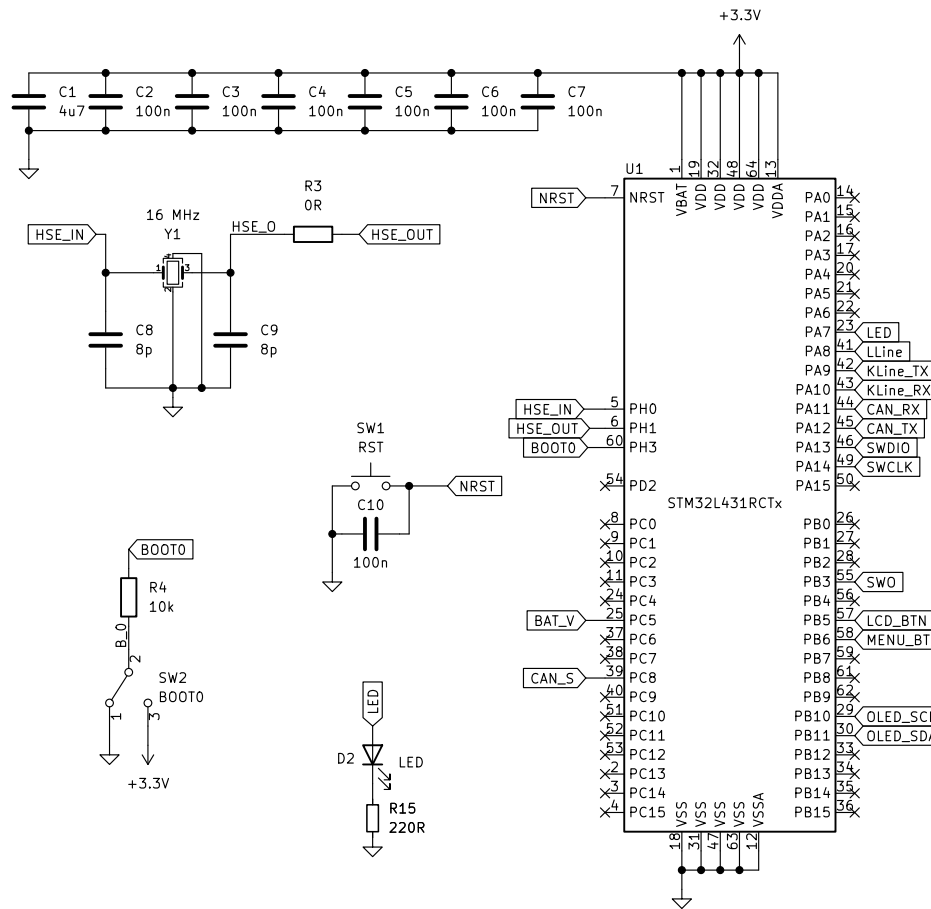 +3.3V
C1
4u7
C2
100n
C3
100n
C4
100n
C5
100n
C6
100n
C7
100n
R3
0R
HSE_IN
16 MHz
Y1
1
2
3
4
HSE_O
HSE_OUT
C8
8p
C9
8p
SW1
RST
NRST
C10
100n
BOOT0
R4
10k
B_0
2
SW2
BOOT0
1
3
+3.3V
LED
D2
LED
R15
220R
U1
STM32L431RCTx
1 VBAT
19 VDD
32 VDD
48 VDD
64 VDD
13 VDDA
NRST 7 NRST
HSE_IN 5 PH0
HSE_OUT 6 PH1
BOOT0 60 PH3
54 PD2
8 PC0
9 PC1
10 PC2
11 PC3
24 PC4
BAT_V 25 PC5
37 PC6
38 PC7
CAN_S 39 PC8
40 PC9
51 PC10
52 PC11
53 PC12
2 PC13
3 PC14
4 PC15
PA0 14
PA1 15
PA2 16
PA3 17
PA4 20
PA5 21
PA6 22
PA7 23 LED
PA8 41 LLine
PA9 42 KLine_TX
PA10 43 KLine_RX
PA11 44 CAN_RX
PA12 45 CAN_TX
PA13 46 SWDIO
PA14 49 SWCLK
PA15 50
PB0 26
PB1 27
PB2 28
PB3 55 SWO
PB4 56
PB5 57 LCD_BTN
PB6 58 MENU_BT
PB7 59
PB8 61
PB9 62
PB10 29 OLED_SC
PB11 30 OLED_SD
PB12 33
PB13 34
PB14 35
PB15 36
VSS 18
VSS 31
VSS 47
VSS 63
VSSA 12